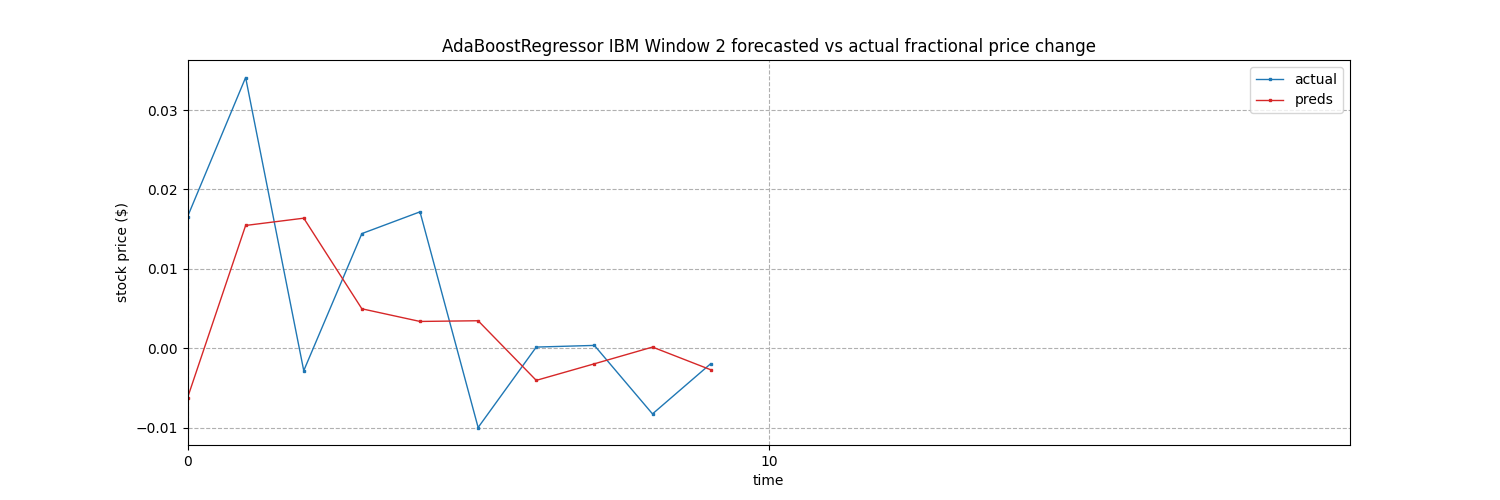 AdaBoostRegressor IBM Window 2 forecasted vs actual fractional price change
actual
preds
0.03
0.02
0.01
0.00
−0.01
stock price ($)
0
10
time